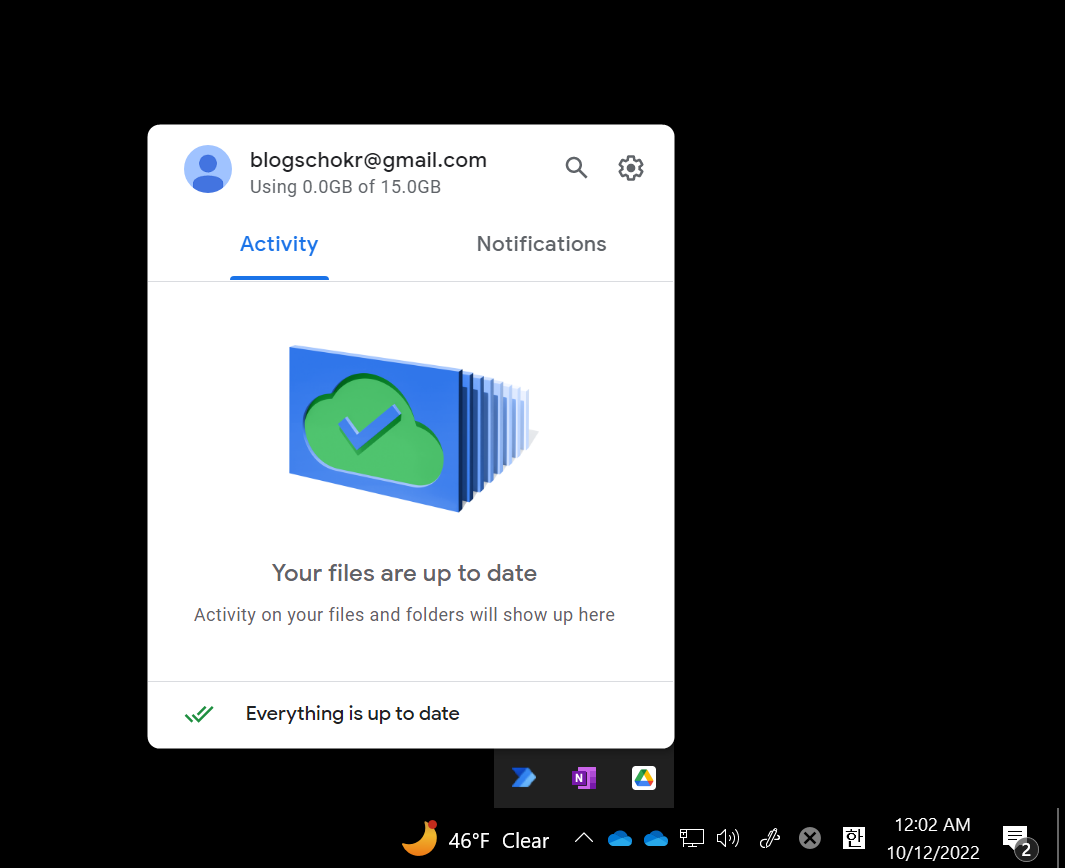 blogschokr@gmail.com
Using 0.0GB of 15.0GB
Activity
Notifications
Your files are up to date
Activity on your files and folders will show up here
Everything is up to date
N
46°F Clear
한
12:02 AM
10/12/2022
2